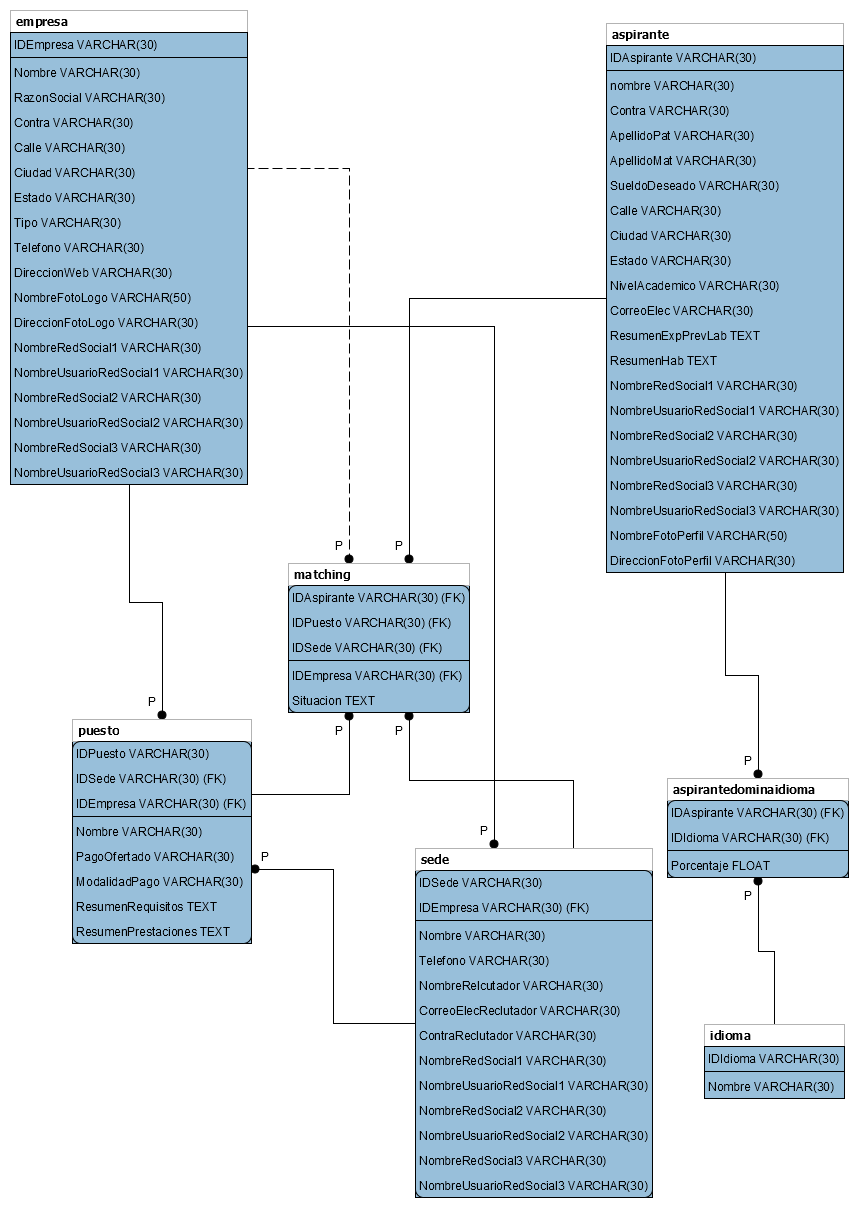 empresa
IDEmpresa VARCHAR(30)
Nombre VARCHAR(30)
RazonSocial VARCHAR(30)
Contra VARCHAR(30)
Calle VARCHAR(30)
Ciudad VARCHAR(30)
Estado VARCHAR(30)
Tipo VARCHAR(30)
Telefono VARCHAR(30)
DireccionWeb VARCHAR(30)
NombreFotoLogo VARCHAR(50)
DireccionFotoLogo VARCHAR(30)
NombreRedSocial1 VARCHAR(30)
NombreUsuarioRedSocial1 VARCHAR(30)
NombreRedSocial2 VARCHAR(30)
NombreUsuarioRedSocial2 VARCHAR(30)
NombreRedSocial3 VARCHAR(30)
NombreUsuarioRedSocial3 VARCHAR(30)
aspirante
IDAspirante VARCHAR(30)
nombre VARCHAR(30)
Contra VARCHAR(30)
ApellidoPat VARCHAR(30)
ApellidoMat VARCHAR(30)
SueldoDeseado VARCHAR(30)
Calle VARCHAR(30)
Ciudad VARCHAR(30)
Estado VARCHAR(30)
NivelAcademico VARCHAR(30)
CorreoElec VARCHAR(30)
ResumenExpPrevLab TEXT
ResumenHab TEXT
NombreRedSocial1 VARCHAR(30)
NombreUsuarioRedSocial1 VARCHAR(30)
NombreRedSocial2 VARCHAR(30)
NombreUsuarioRedSocial2 VARCHAR(30)
NombreRedSocial3 VARCHAR(30)
NombreUsuarioRedSocial3 VARCHAR(30)
NombreFotoPerfil VARCHAR(50)
DireccionFotoPerfil VARCHAR(30)
P
P
matching
IDAspirante VARCHAR(30) (FK)
IDPuesto VARCHAR(30) (FK)
IDSede VARCHAR(30) (FK)
IDEmpresa VARCHAR(30) (FK)
Situacion TEXT
P
P
P
puesto
IDPuesto VARCHAR(30)
IDSede VARCHAR(30) (FK)
IDEmpresa VARCHAR(30) (FK)
Nombre VARCHAR(30)
PagoOfertado VARCHAR(30)
ModalidadPago VARCHAR(30)
ResumenRequisitos TEXT
ResumenPrestaciones TEXT
P
P
sede
IDSede VARCHAR(30)
IDEmpresa VARCHAR(30) (FK)
Nombre VARCHAR(30)
Telefono VARCHAR(30)
NombreRelcutador VARCHAR(30)
CorreoElecReclutador VARCHAR(30)
ContraReclutador VARCHAR(30)
NombreRedSocial1 VARCHAR(30)
NombreUsuarioRedSocial1 VARCHAR(30)
NombreRedSocial2 VARCHAR(30)
NombreUsuarioRedSocial2 VARCHAR(30)
NombreRedSocial3 VARCHAR(30)
NombreUsuarioRedSocial3 VARCHAR(30)
P
aspirantedominaidioma
IDAspirante VARCHAR(30) (FK)
IDIdioma VARCHAR(30) (FK)
Porcentaje FLOAT
P
idioma
IDIdioma VARCHAR(30)
Nombre VARCHAR(30)